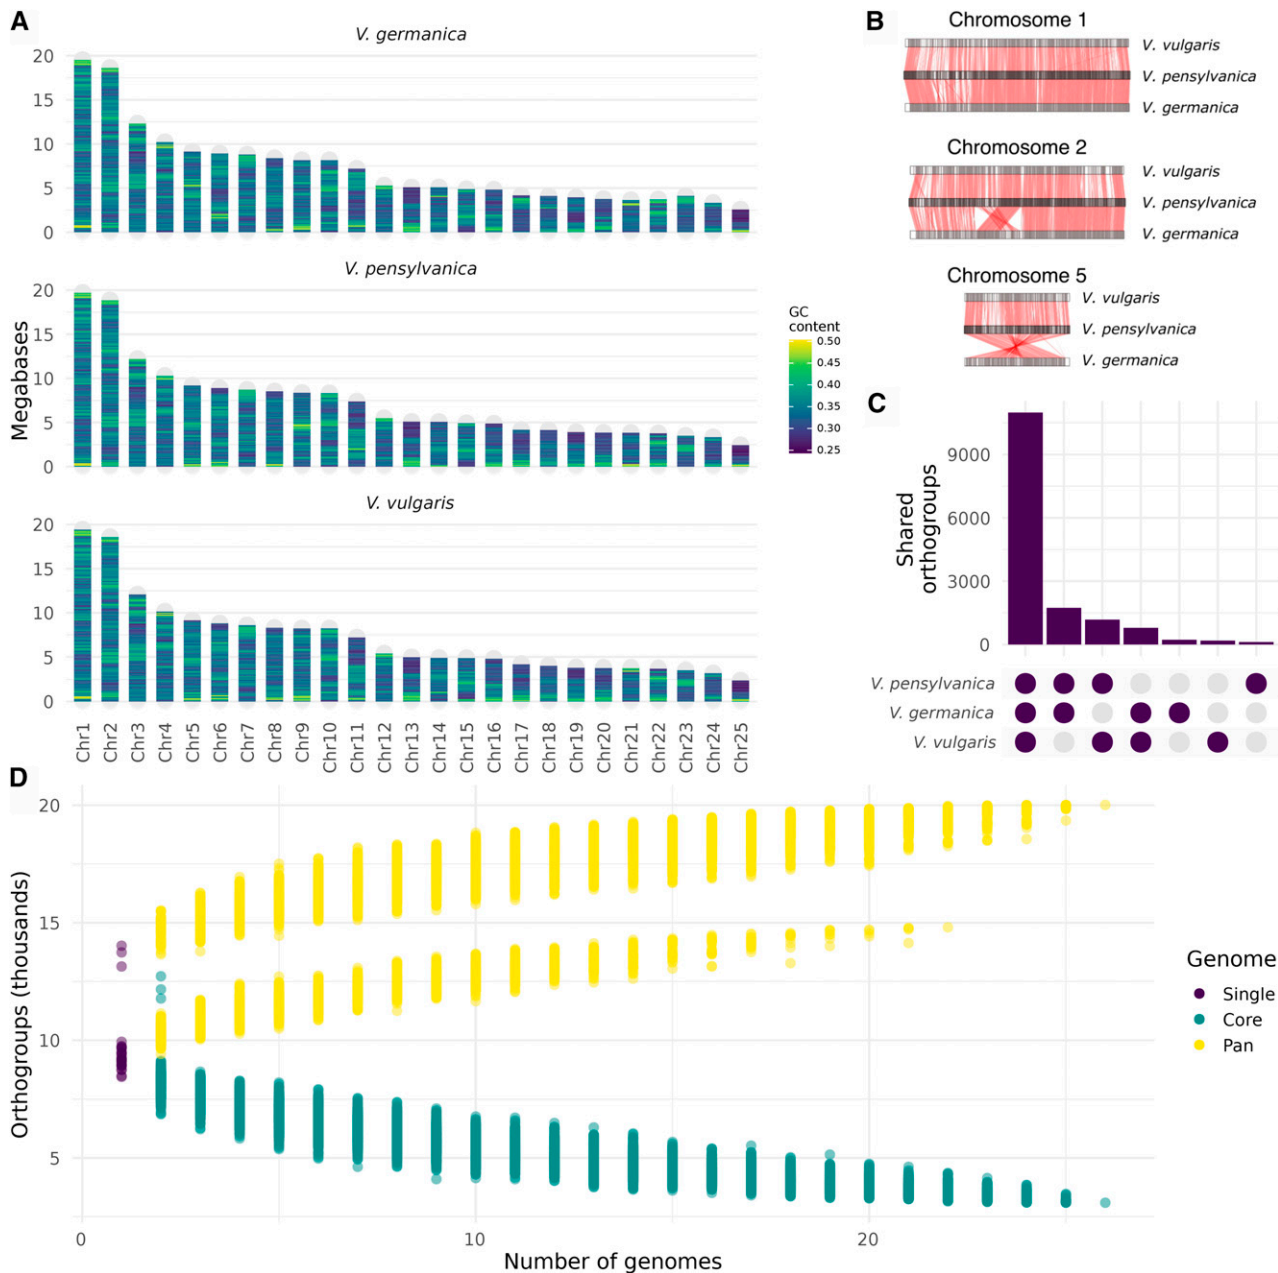 A
V. germanica
20
15
10
5
0
V. pensylvanica
20
15
10
5
0
Megabases
V. vulgaris
20
15
10
5
0
Chr1
Chr2
Chr3
Chr4
Chr5
Chr6
Chr7
Chr8
Chr9
Chr10
Chr11
Chr12
Chr13
Chr14
Chr15
Chr16
Chr17
Chr18
Chr19
Chr20
Chr21
Chr22
Chr23
Chr24
Chr25
GC
content
0.50
0.45
0.40
0.35
0.30
0.25
B
Chromosome 1
V. vulgaris
V. pensylvanica
V. germanica
Chromosome 2
V. vulgaris
V. pensylvanica
V. germanica
Chromosome 5
V. vulgaris
V. pensylvanica
V. germanica
C
Shared
orthogroups
9000
6000
3000
0
V. pensylvanica
V. germanica
V. vulgaris
D
Orthogroups (thousands)
20
15
10
5
0
10
20
Number of genomes
Genome
Single
Core
Pan